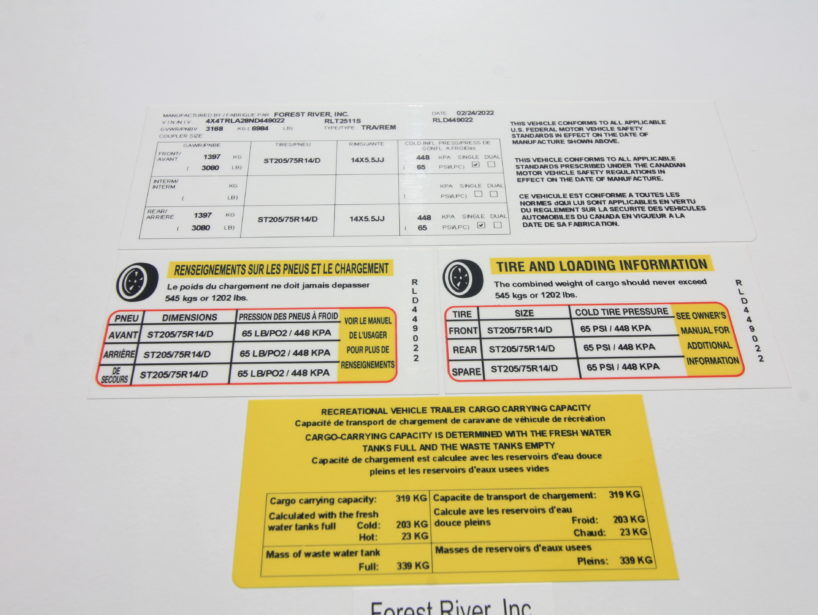 MANUFACTURED BY / FABRIQUE PAR FOREST RIVER, INC. DATE 02/24/2022
V.I.N./N.I.V. 4X4TRLA28ND449022 RLT2511S RLD449022
GVWR/PNBV 3168 KG ( 6984 LB) TYPE/TYPE TRA/REM
COUPLER SIZE
GAWR/PNBE TIRES/PNEU RIMS/JANTE COLD INFL. PRESS/PRESS DE
GONFL. A FROID/es
FRONT/
AVANT 1397 KG ST205/75R14/D 14X5.5JJ 448 KPA SINGLE DUAL
( 3080 LB) ( 65 PSI/LPC)
INTERM/
INTERM KG KPA SINGLE DUAL
( LB) ( PSI/LPC)
REAR/
ARRIERE 1397 KG ST205/75R14/D 14X5.5JJ 448 KPA SINGLE DUAL
( 3080 LB) ( 65 PSI/LPC)
THIS VEHICLE CONFORMS TO ALL APPLICABLE
U.S. FEDERAL MOTOR VEHICLE SAFETY
STANDARDS IN EFFECT ON THE DATE OF
MANUFACTURE SHOWN ABOVE.
THIS VEHICLE CONFORMS TO ALL APPLICABLE
STANDARDS PRESCRIBED UNDER THE CANADIAN
MOTOR VEHICLE SAFETY REGULATIONS IN
EFFECT ON THE DATE OF MANUFACTURE.
CE VEHICULE EST CONFORME A TOUTES LES
NORMES dQUI LUI SONT APPLICABLES EN VERTU
DU REGLEMENT SUR LA SECURITE DES VEHICULES
AUTOMOBILES DU CANADA EN VIGUEUR A LA
DATE DE SA FABRICATION.
RENSEIGNEMENTS SUR LES PNEUS ET LE CHARGEMENT
Le poids du chargement ne doit jamais depasser
545 kgs or 1202 lbs.
PNEU DIMENSIONS PRESSION DES PNEUS À FROID
AVANT ST205/75R14/D 65 LB/PO2 / 448 KPA
ARRIÈRE ST205/75R14/D 65 LB/PO2 / 448 KPA
DE
SECOURS ST205/75R14/D 65 LB/PO2 / 448 KPA
VOIR LE MANUEL
DE L'USAGER
POUR PLUS DE
RENSEIGNEMENTS
RLD449022
TIRE AND LOADING INFORMATION
The combined weight of cargo should never exceed
545 kgs or 1202 lbs.
TIRE SIZE COLD TIRE PRESSURE
FRONT ST205/75R14/D 65 PSI / 448 KPA
REAR ST205/75R14/D 65 PSI / 448 KPA
SPARE ST205/75R14/D 65 PSI / 448 KPA
SEE OWNER'S
MANUAL FOR
ADDITIONAL
INFORMATION
RLD449022
RECREATIONAL VEHICLE TRAILER CARGO CARRYING CAPACITY
Capacité de transport de chargement de caravane de véhicule de récréation
CARGO-CARRYING CAPACITY IS DETERMINED WITH THE FRESH WATER
TANKS FULL AND THE WASTE TANKS EMPTY
Capacité de chargement est calculee avec les reservoirs d'eau douce
pleins et les reservoirs d'eaux usees vides
Cargo carrying capacity: 319 KG
Calculated with the fresh
water tanks full Cold: 203 KG
Hot: 23 KG
Mass of waste water tank
Full: 339 KG
Capacite de transport de chargement: 319 KG
Calcule ave les reservoirs d'eau
douce pleins Froid: 203 KG
Chaud: 23 KG
Masses de reservoirs d'eaux usees
Pleins: 339 KG
Forest River, Inc